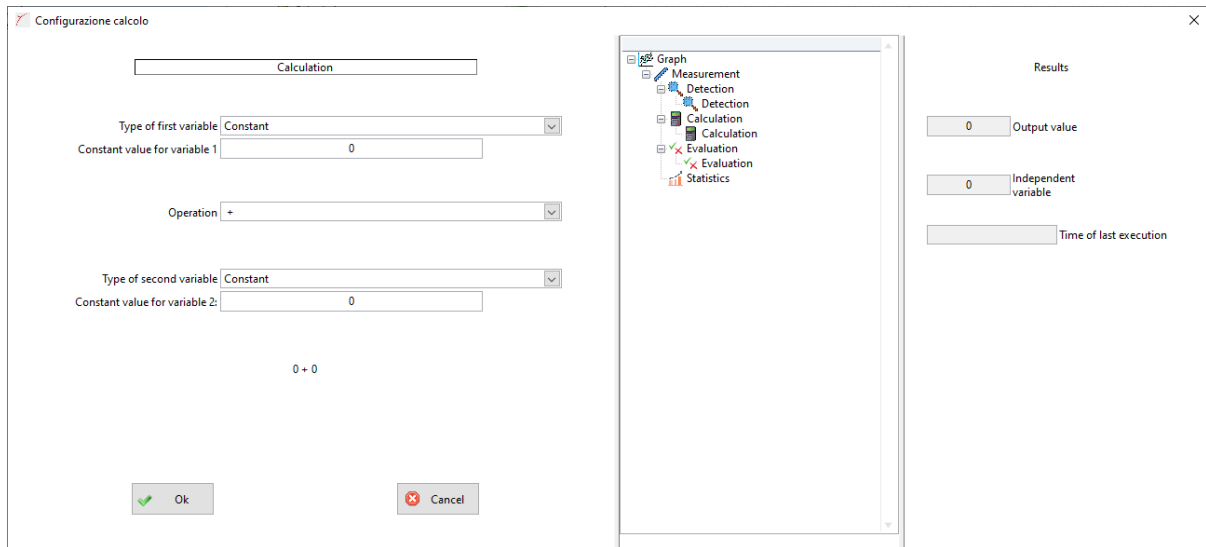 Configurazione calcolo
Calculation
Type of first variable Constant
Constant value for variable 1 0
Operation +
Type of second variable Constant
Constant value for variable 2: 0
0 + 0
Ok
Cancel
Graph
Measurement
Detection
Detection
Calculation
Calculation
Evaluation
Evaluation
Statistics
Results
0 Output value
0 Independent
variable
Time of last execution